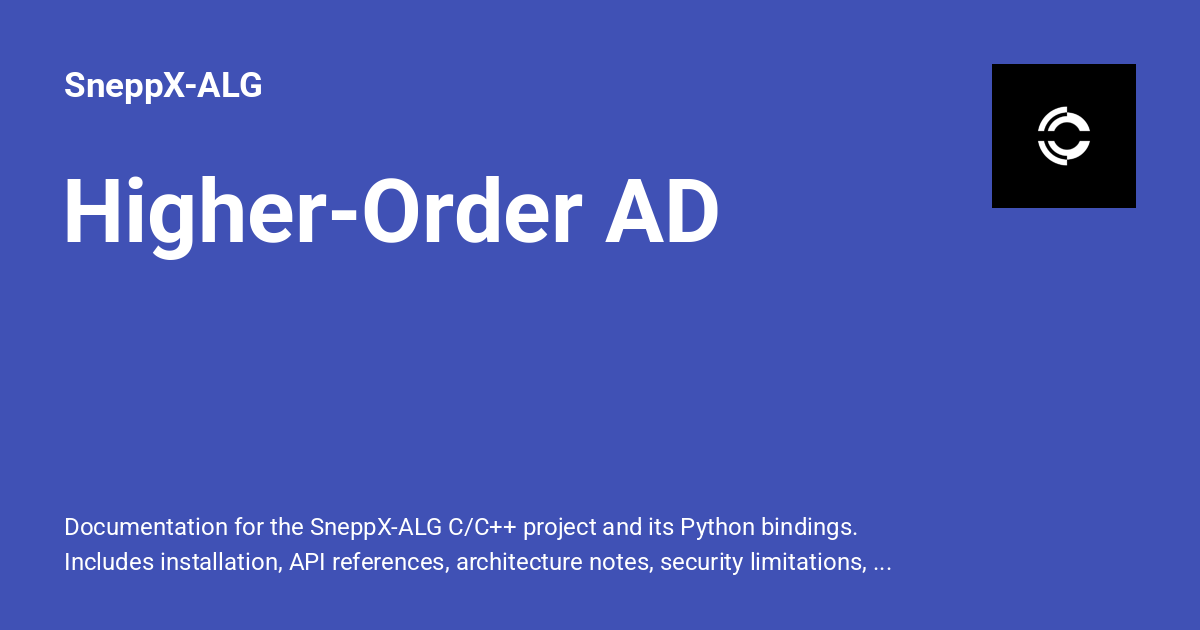 SneppX-ALG
Higher-Order AD
Documentation for the SneppX-ALG C/C++ project and its Python bindings.
Includes installation, API references, architecture notes, security limitations, ...